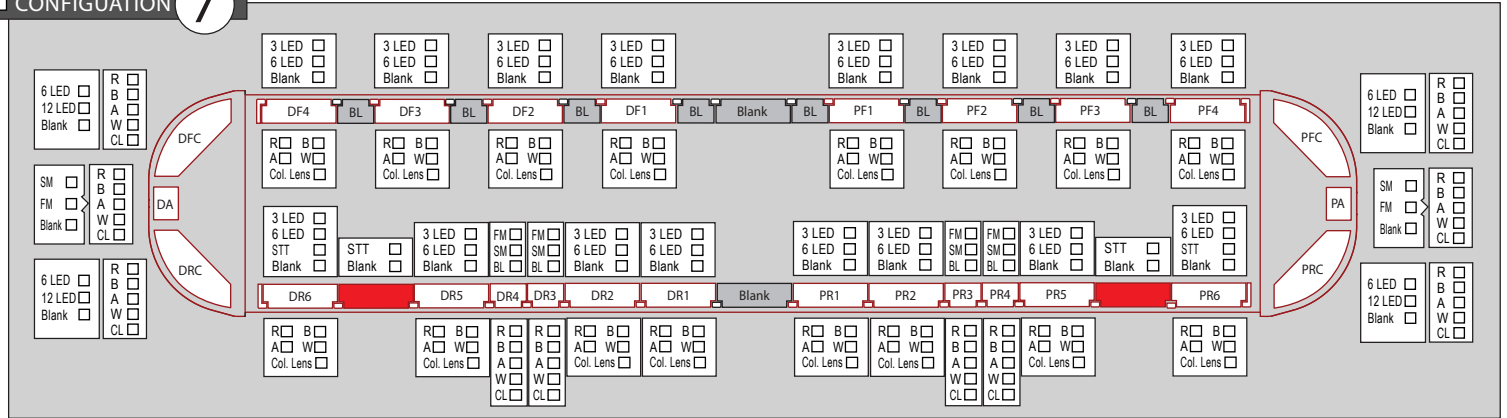 CONFIGUATION 7
3 LED 3 LED 3 LED 3 LED 3 LED 3 LED 3 LED 3 LED
6 LED 6 LED 6 LED 6 LED 6 LED 6 LED 6 LED 6 LED
Blank Blank Blank Blank Blank Blank Blank Blank
6 LED
12 LED
Blank
R
B
A
W
CL
DFC
DF4 BL DF3 BL DF2 BL DF1 BL Blank BL PF1 BL PF2 BL PF3 BL PF4
PFC
6 LED
12 LED
Blank
R
B
A
W
CL
R B R B R B R B R B R B R B R B
A W A W A W A W A W A W A W A W
Col. Lens Col. Lens Col. Lens Col. Lens Col. Lens Col. Lens Col. Lens Col. Lens
SM
FM
Blank
R
B
A
W
CL
DA
PA
SM
FM
Blank
R
B
A
W
CL
3 LED
6 LED
STT
Blank
STT
Blank
3 LED
6 LED
Blank
FM
SM
BL
FM
SM
BL
3 LED
6 LED
Blank
3 LED
6 LED
Blank
3 LED
6 LED
Blank
3 LED
6 LED
Blank
FM
SM
BL
FM
SM
BL
3 LED
6 LED
Blank
STT
Blank
3 LED
6 LED
STT
Blank
6 LED
12 LED
Blank
R
B
A
W
CL
DRC
DR6 DR5 DR4 DR3 DR2 DR1 Blank PR1 PR2 PR3 PR4 PR5 PR6
PRC
6 LED
12 LED
Blank
R
B
A
W
CL
R B
A W
Col. Lens
R B
A W
Col. Lens
R
B
A
W
CL
R
B
A
W
CL
R B
A W
Col. Lens
R B
A W
Col. Lens
R B
A W
Col. Lens
R B
A W
Col. Lens
R
B
A
W
CL
R
B
A
W
CL
R B
A W
Col. Lens
R B
A W
Col. Lens